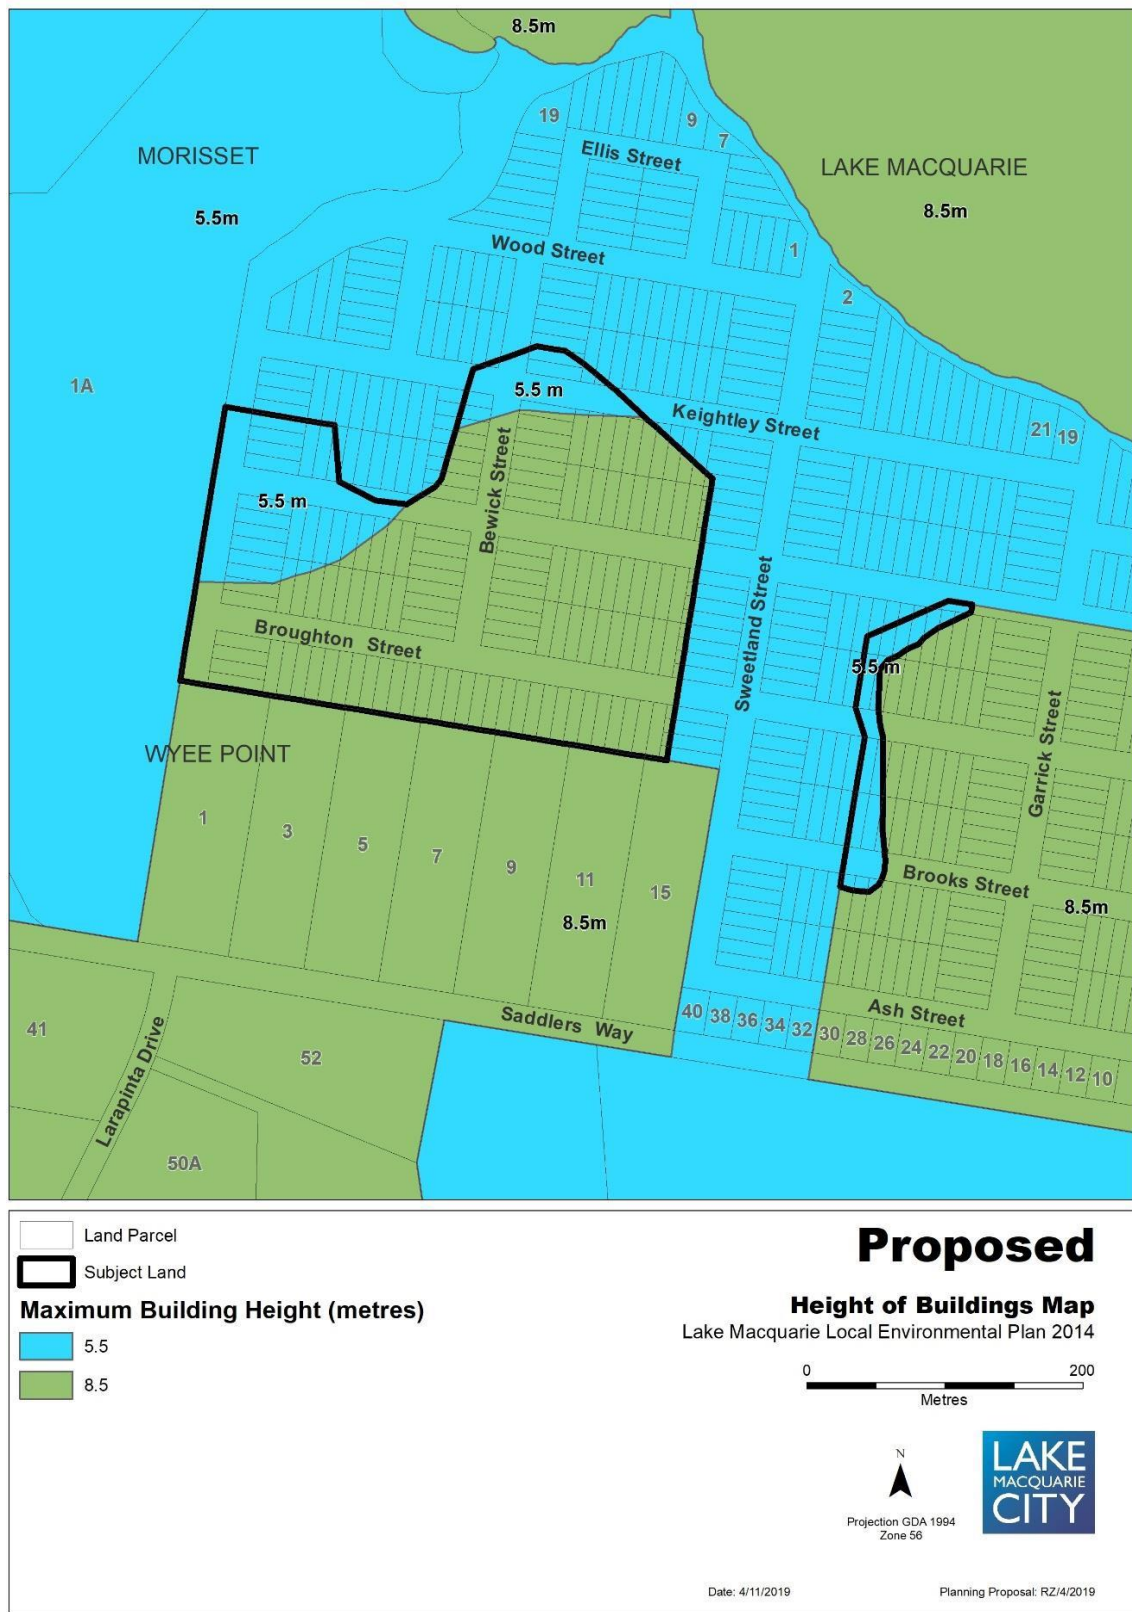 8.5m
19
9
7
Ellis Street
MORISSET
LAKE MACQUARIE
5.5m
8.5m
Wood Street
1
2
1A
5.5 m
Keightley Street
21
19
Bewick Street
5.5 m
Broughton Street
Sweetland Street
5.5 m
Garrick Street
WYEE POINT
1
3
5
7
9
11
15
8.5m
Brooks Street
8.5m
Saddlers Way
40
38
36
34
32
30
28
26
24
22
20
18
16
14
12
10
Ash Street
41
Larapinta Drive
52
50A
Land Parcel
Subject Land
Maximum Building Height (metres)
5.5
8.5
Proposed
Height of Buildings Map
Lake Macquarie Local Environmental Plan 2014
0
200
Metres
N
Projection GDA 1994
Zone 56
LAKE
MACQUARIE
CITY
Date: 4/11/2019
Planning Proposal: RZ/4/2019